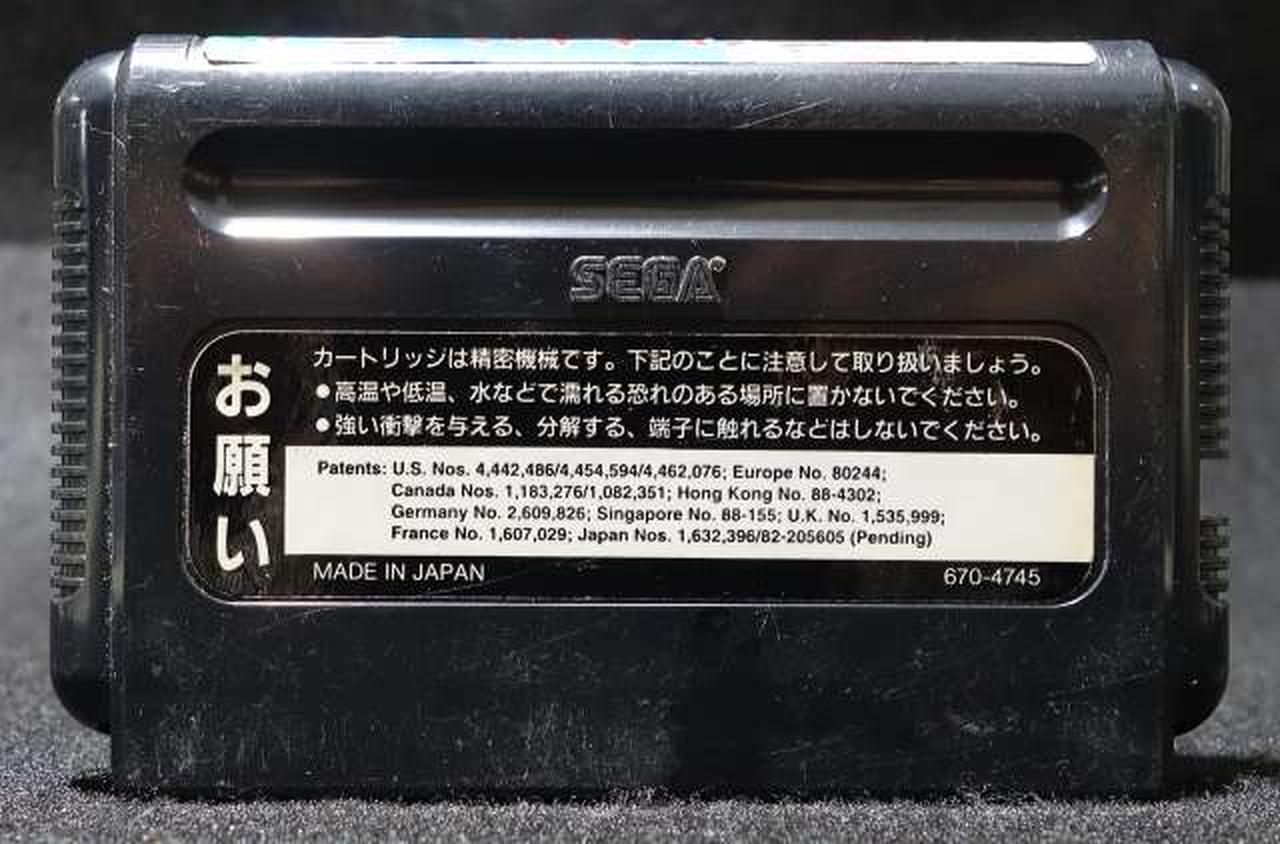 SEGA®
お願い
カートリッジは精密機械です。下記のことに注意して取り扱いましょう。
●高温や低温、水などで濡れる恐れのある場所に置かないでください。
●強い衝撃を与える、分解する、端子に触れるなどはしないでください。
Patents: U.S. Nos. 4,442,486/4,454,594/4,462,076; Europe No. 80244;
Canada Nos. 1,183,276/1,082,351; Hong Kong No. 88-4302;
Germany No. 2,609,826; Singapore No. 88-155; U.K. No. 1,535,999;
France No. 1,607,029; Japan Nos. 1,632,396/82-205605 (Pending)
MADE IN JAPAN
670-4745